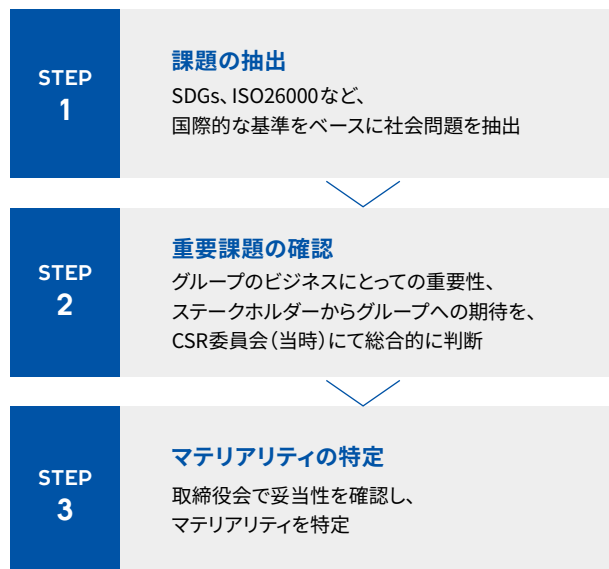 STEP
1
課題の抽出
SDGs、ISO26000など、
国際的な基準をベースに社会問題を抽出
STEP
2
重要課題の確認
グループのビジネスにとっての重要性、
ステークホルダーからグループへの期待を、
CSR委員会（当時）にて総合的に判断
STEP
3
マテリアリティの特定
取締役会で妥当性を確認し、
マテリアリティを特定